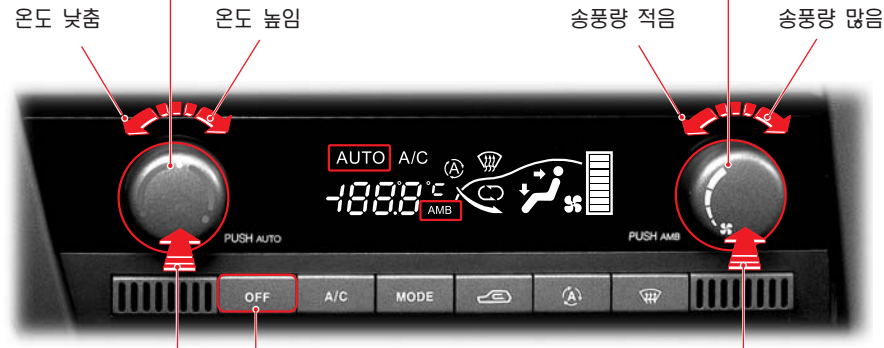 온도 낮춤 온도 높임 송풍량 적음 송풍량 많음
AUTO A/C
-188.8°C
AMB
PUSH AUTO PUSH AMB
OFF A/C MODE A